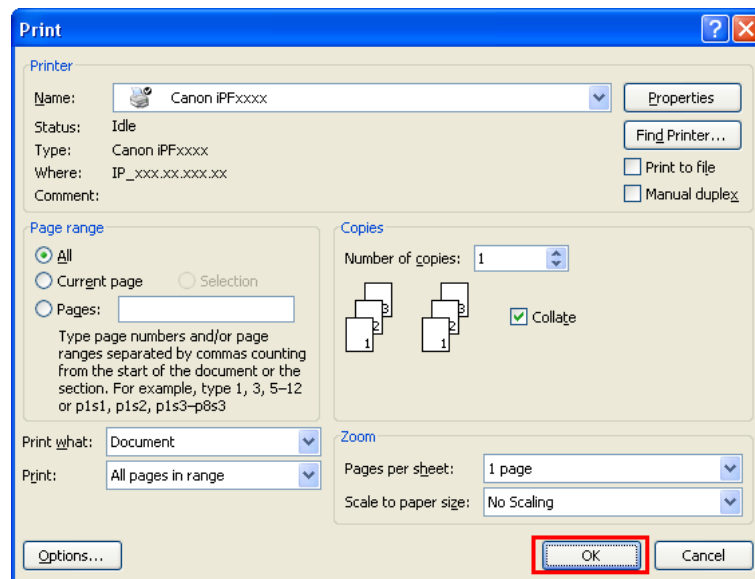 Print
Printer
Name: Canon iPFxxxx Properties
Status: Idle
Find Printer...
Type: Canon iPFxxxx
Print to file
Where: IP_xxx.xx.xxx.xx
Comment: Manual duplex
Page range
All
Current page Selection
Pages:
Type page numbers and/or page
ranges separated by commas counting
from the start of the document or the
section. For example, type 1, 3, 5–12
or p1s1, p1s2, p1s3–p8s3
Copies
Number of copies: 1
3 3
2 2
1 1
Collate
Print what: Document
Print: All pages in range
Zoom
Pages per sheet: 1 page
Scale to paper size: No Scaling
Options... OK Cancel